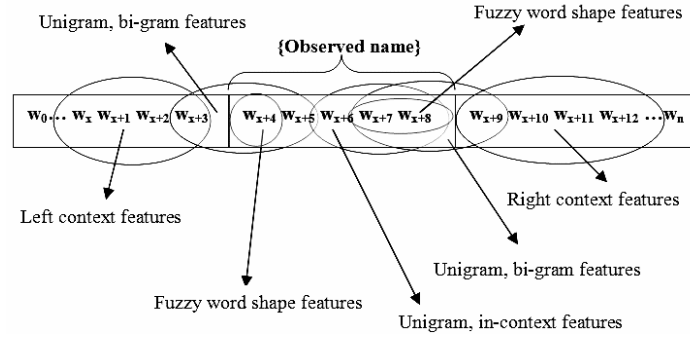 Fuzzy word shape features
Unigram, bi-gram features
{Observed name}
w0... wx wx+1 wx+2 wx+3 wx+4 wx+5 wx+6 wx+7 wx+8 wx+9 wx+10 wx+11 wx+12 ... wn
Left context features
Right context features
Unigram, bi-gram features
Fuzzy word shape features
Unigram, in-context features